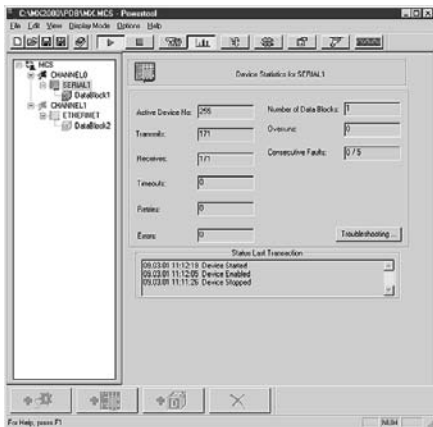 C:\MX2000\PDB\MX.MCS - Powertool
File Edit View Display Mode Options Help
MCS
CHANNEL0
SERIAL1
DataBlock1
CHANNEL1
ETHERNET
DataBlock2
Device Statistics for SERIAL1
Active Device No: 255
Number of Data Blocks: 1
Transmits: 171
Overruns: 0
Receives: 171
Consecutive Faults: 0 / 5
Timeouts: 0
Retries: 0
Errors: 0
Troubleshooting ...
Status Last Transaction
09.03.01 11:12:19 Device Started
09.03.01 11:12:05 Device Enabled
09.03.01 11:11:26 Device Stopped
For Help, press F1
NUM